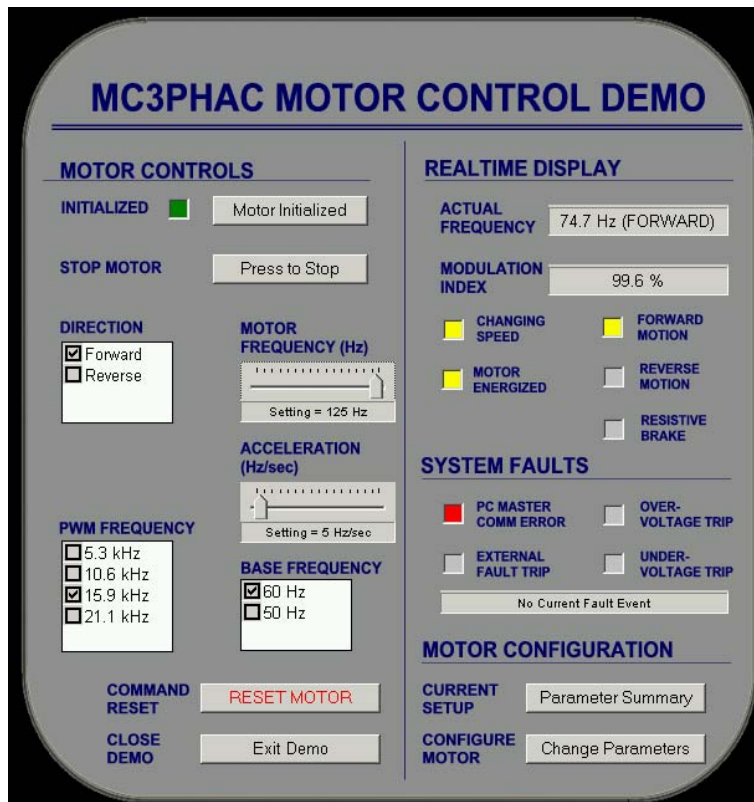 MC3PHAC MOTOR CONTROL DEMO
MOTOR CONTROLS
INITIALIZED
Motor Initialized
STOP MOTOR
Press to Stop
DIRECTION
Forward
Reverse
MOTOR
FREQUENCY (Hz)
Setting = 125 Hz
ACCELERATION
(Hz/sec)
Setting = 5 Hz/sec
PWM FREQUENCY
5.3 kHz
10.6 kHz
15.9 kHz
21.1 kHz
BASE FREQUENCY
60 Hz
50 Hz
COMMAND
RESET
RESET MOTOR
CLOSE
DEMO
Exit Demo
REALTIME DISPLAY
ACTUAL
FREQUENCY
74.7 Hz (FORWARD)
MODULATION
INDEX
99.6 %
CHANGING
SPEED
FORWARD
MOTION
MOTOR
ENERGIZED
REVERSE
MOTION
RESISTIVE
BRAKE
SYSTEM FAULTS
PC MASTER
COMM ERROR
OVER-
VOLTAGE TRIP
EXTERNAL
FAULT TRIP
UNDER-
VOLTAGE TRIP
No Current Fault Event
MOTOR CONFIGURATION
CURRENT
SETUP
Parameter Summary
CONFIGURE
MOTOR
Change Parameters